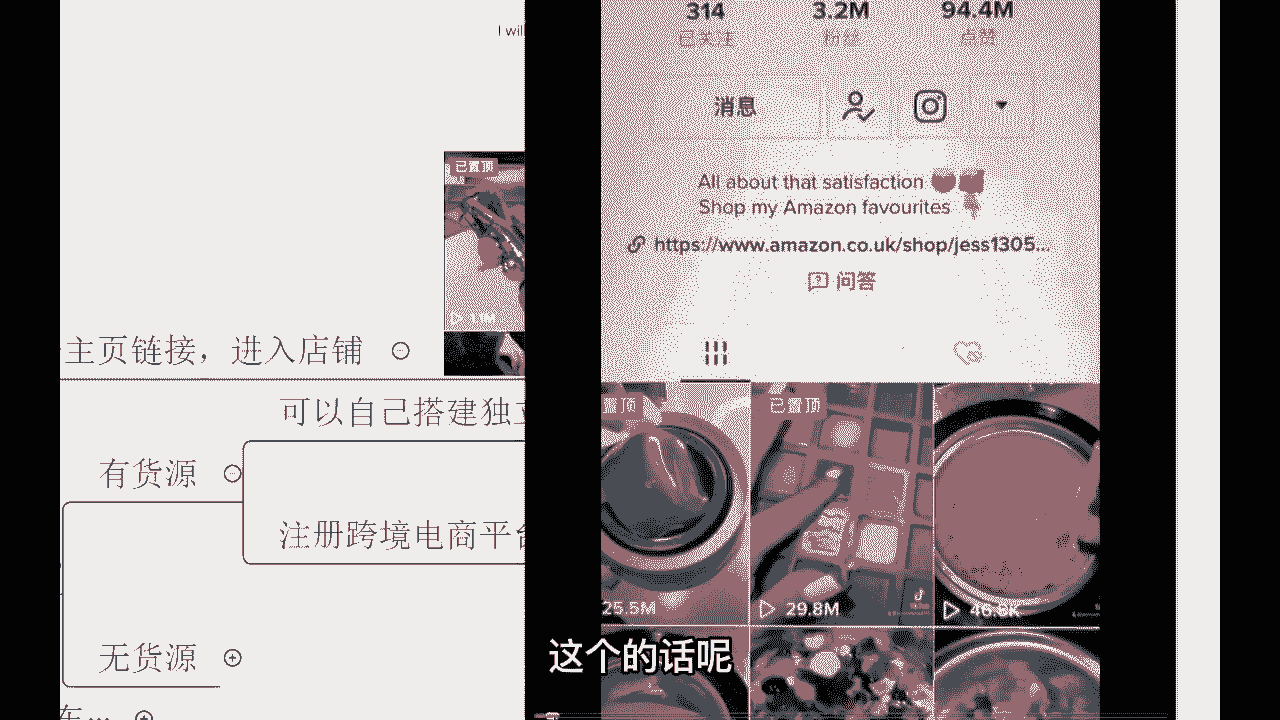 I will
已置顶
主页链接，进入店铺
可以自己搭建独立
有货源
注册跨境电商平台
无货源
314
3.2M
94.4M
已关注
粉丝
点赞
消息
All about that satisfaction
Shop my Amazon favourites
https://www.amazon.co.uk/shop/jess1305...
问答
置顶
已置顶
25.5M
29.8M
这个的话呢